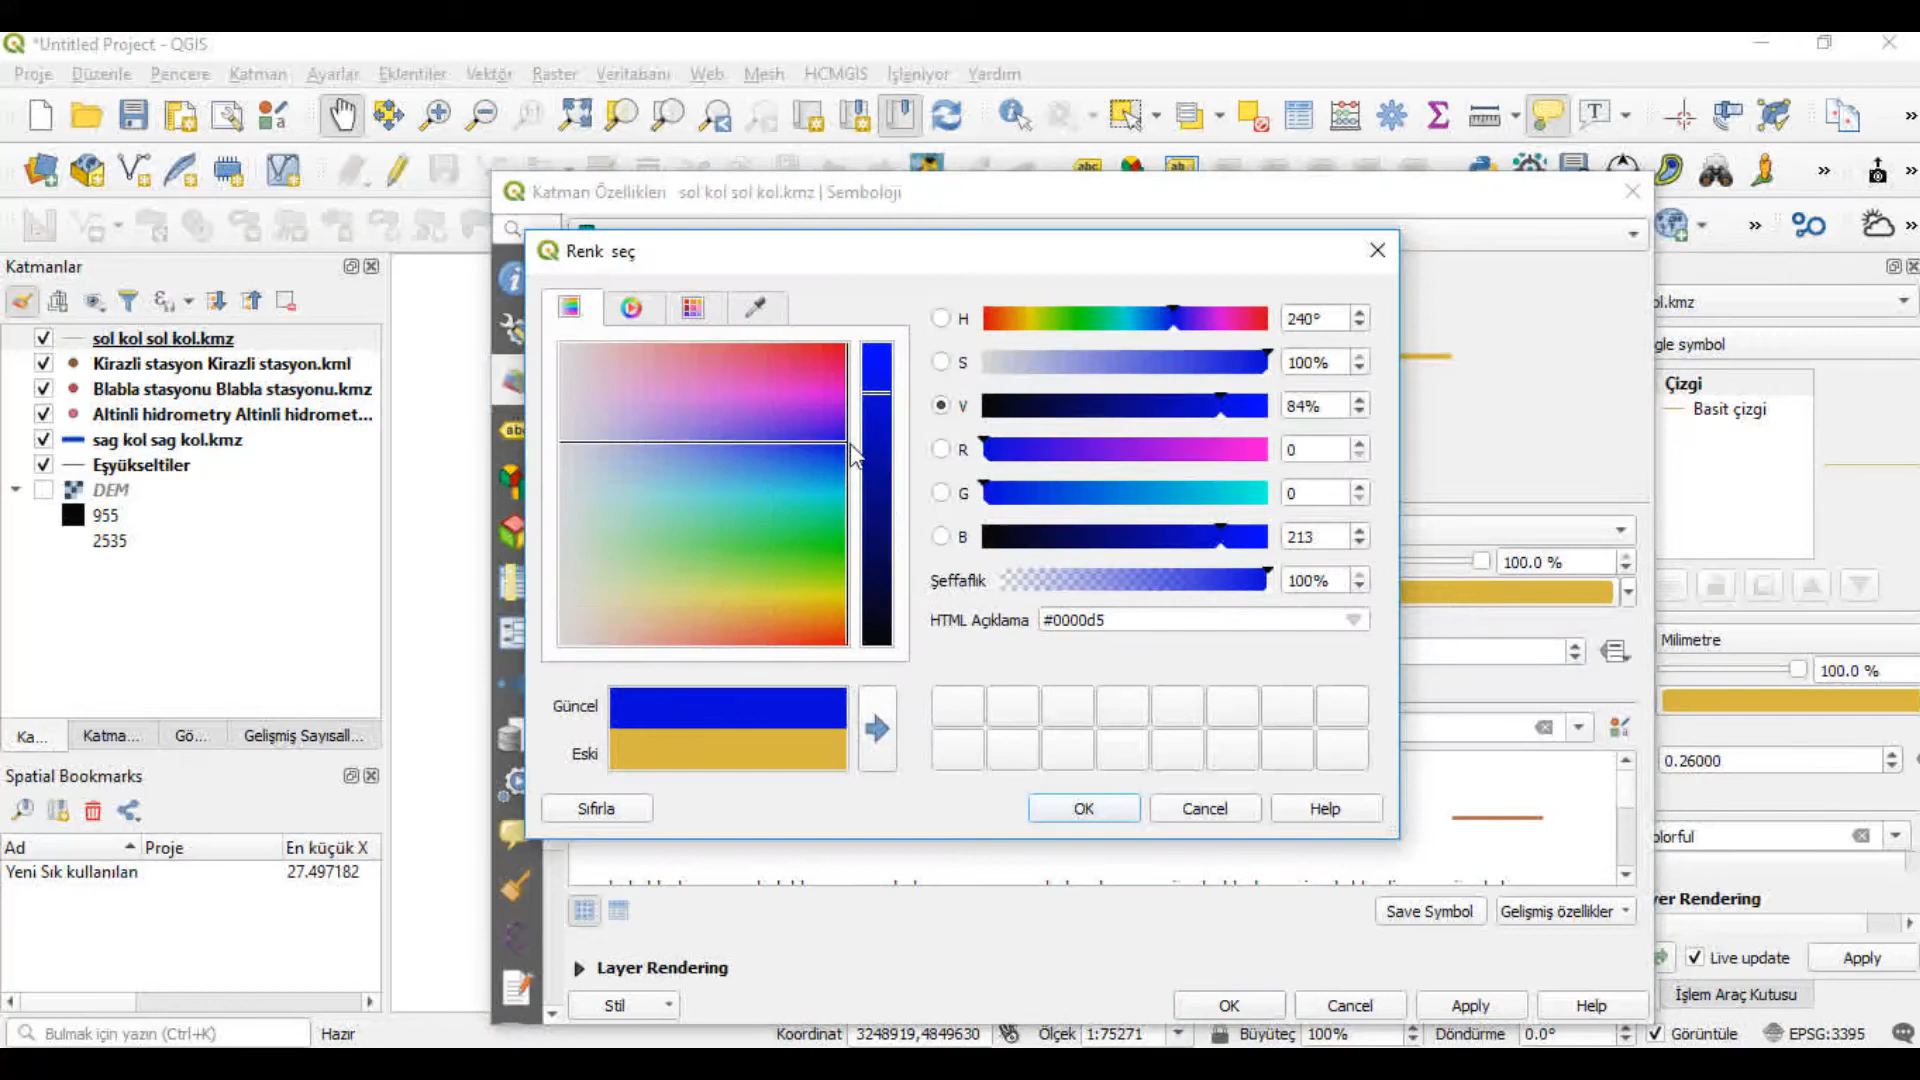 *Untitled Project - QGIS
Proje Düzenle Pencere Katman Ayarlar Eklentiler Vektör Raster Veritabanı Web Mesh HCMGIS İşleniyor Yardım
Katman Özellikleri sol kol sol kol.kmz | Semboloji
Renk seç
Katmanlar
sol kol sol kol.kmz
Kirazli stasyon Kirazli stasyon.kml
Blabla stasyonu Blabla stasyonu.kmz
Altinli hidrometry Altinli hidromet...
sag kol sag kol.kmz
Eşyükseltiler
DEM
955
2535
Ka... Katma... Gö... Gelişmiş Sayısall...
Spatial Bookmarks
Ad Proje En küçük X
Yeni Sık kullanılan 27.497182
H 240°
S 100%
V 84%
R 0
G 0
B 213
Şeffaflık 100%
HTML Açıklama #0000d5
Güncel
Eski
Sıfırla OK Cancel Help
100.0 %
Save Symbol Gelişmiş özellikler
Layer Rendering
Stil OK Cancel Apply Help
ol.kmz
gle symbol
Çizgi
Basit çizgi
Milimetre
100.0 %
0.26000
olorful
yer Rendering
Live update Apply
İşlem Araç Kutusu
Bulmak için yazın (Ctrl+K) Hazır Koordinat 3248919,4849630 Ölçek 1:75271 Büyüteç 100% Döndürme 0.0° Görüntüle EPSG:3395